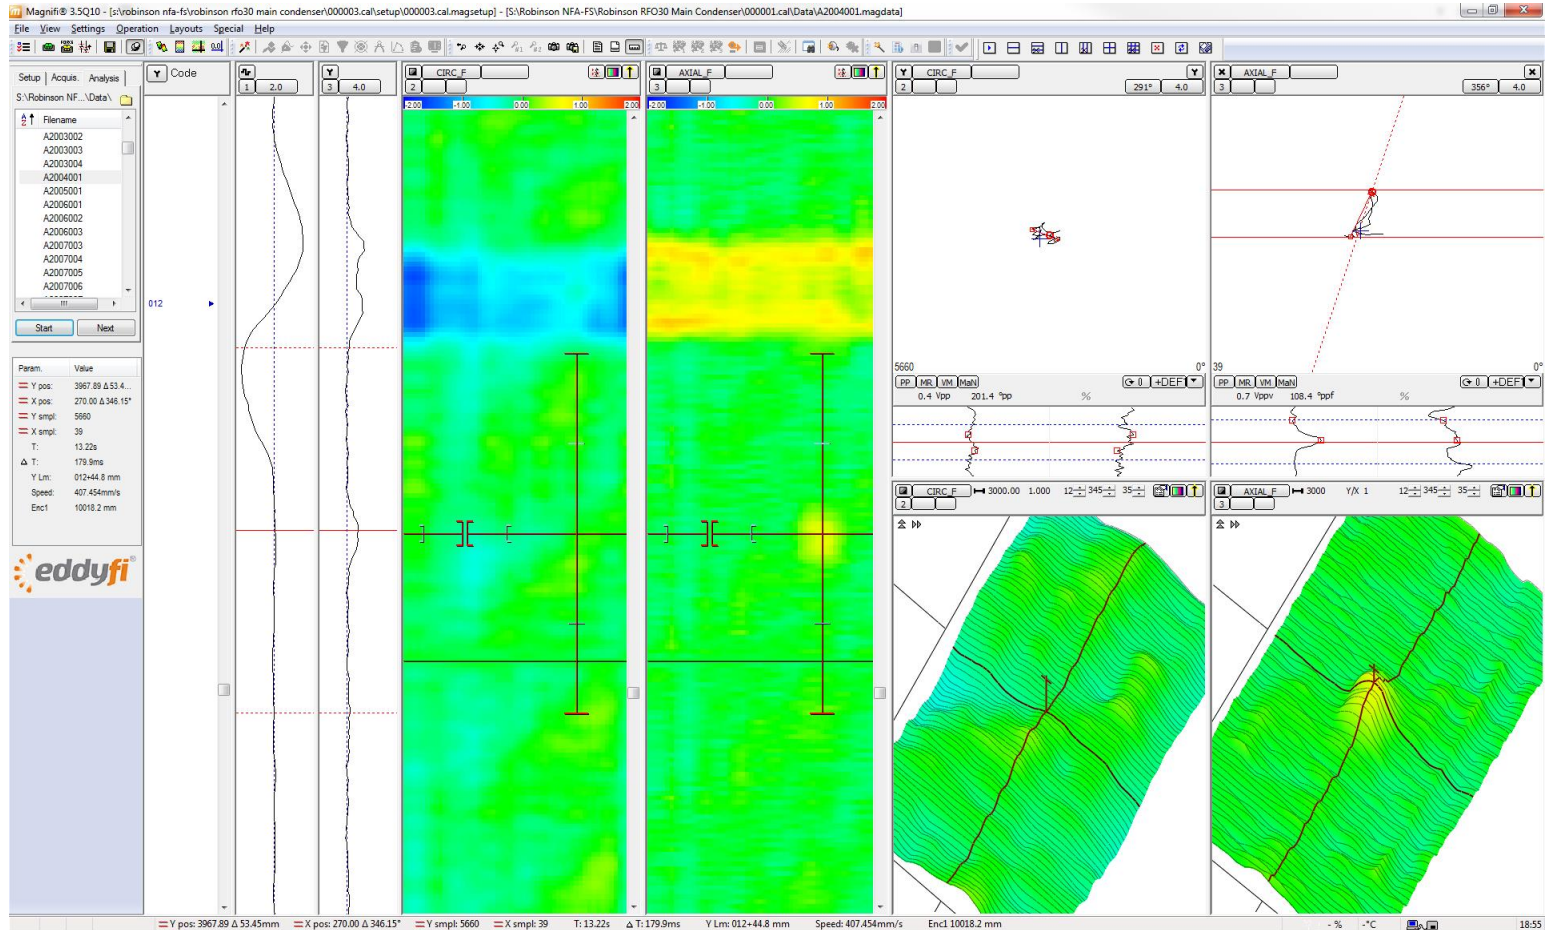 Magnifi® 3.5Q10 - [s:\robinson nfa-fs\robinson rfo30 main condenser\000003.cal\setup\000003.cal.magsetup] - [S:\Robinson NFA-FS\Robinson RFO30 Main Condenser\000001.cal\Data\A2004001.magdata]
File View Settings Operation Layouts Special Help
Setup Acquis. Analysis
S:\Robinson NF...\Data\
Filename
A2003002
A2003003
A2003004
A2004001
A2005001
A2006001
A2006002
A2006003
A2007003
A2007004
A2007005
A2007006
Start Next
Param. Value
Y pos: 3967.89 Δ 53.4...
X pos: 270.00 Δ 346.15°
Y smpl: 5660
X smpl: 39
T: 13.22s
Δ T: 179.9ms
Y Lm: 012+44.8 mm
Speed: 407.454mm/s
Enc1 10018.2 mm
eddyfi®
Y Code
012
1 2.0
Y
3 4.0
CIRC_F
2
-2.00 -1.00 0.00 1.00 2.00
AXIAL_F
3
-2.00 -1.00 0.00 1.00 2.00
Y CIRC_F Y
2 291° 4.0
5660 0°
PP MR VM MaN 0 +DEF
0.4 Vpp 201.4 °pp %
X AXIAL_F X
3 356° 4.0
39 0°
PP MR VM MaN 0 +DEF
0.7 Vppv 108.4 °ppf %
CIRC_F 3000.00 1.000 12 345 35
2
AXIAL_F 3000 Y/X 1 12 345 35
3
Y pos: 3967.89 Δ 53.45mm X pos: 270.00 Δ 346.15° Y smpl: 5660 X smpl: 39 T: 13.22s Δ T: 179.9ms Y Lm: 012+44.8 mm Speed: 407.454mm/s Enc1 10018.2 mm - % -°C 18:55